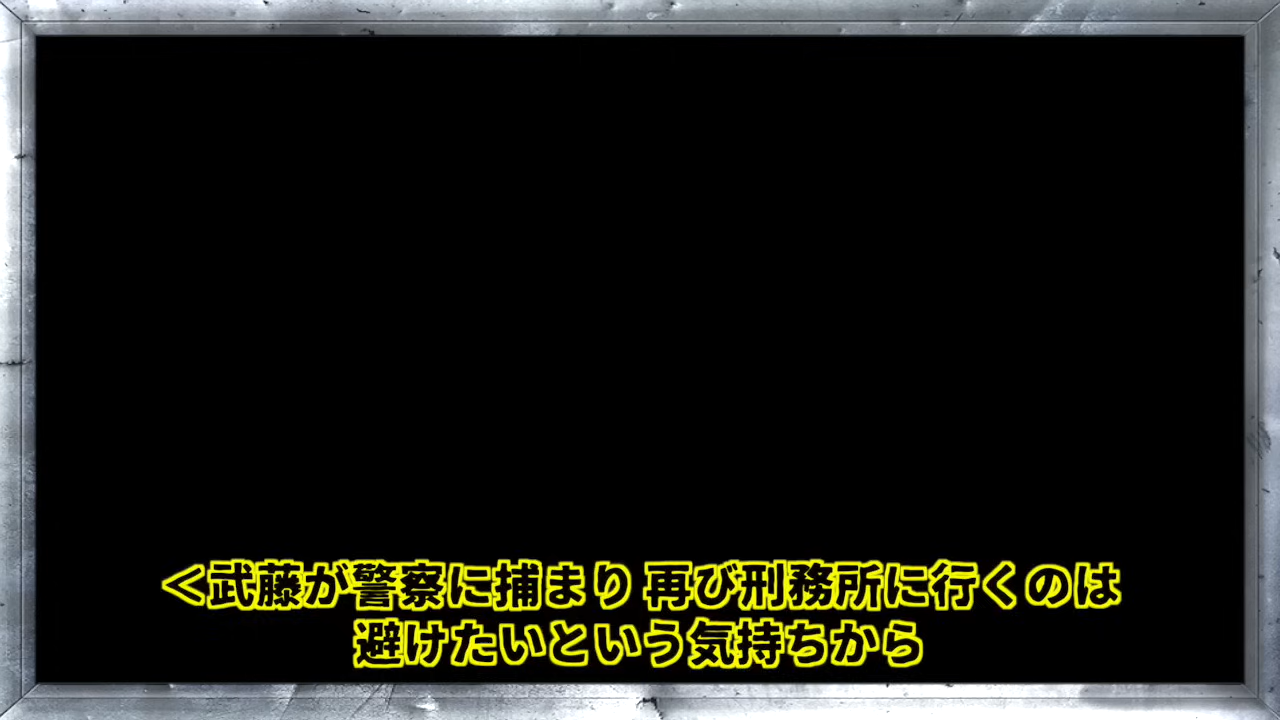 <武藤が警察に捕まり 再び刑務所に行くのは
避けたいという気持ちから